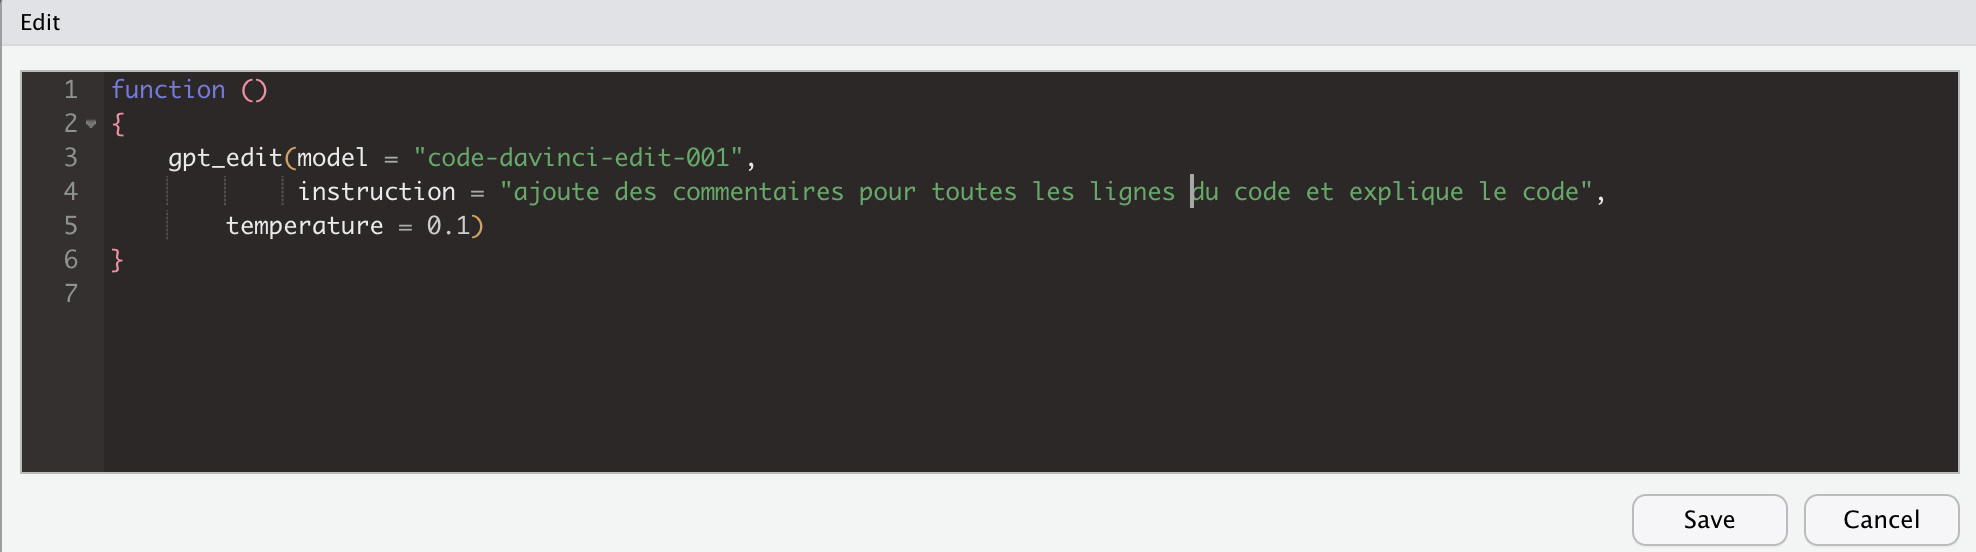 Edit
1 function ()
2 {
3     gpt_edit(model = "code-davinci-edit-001",
4              instruction = "ajoute des commentaires pour toutes les lignes du code et explique le code",
5         temperature = 0.1)
6 }
7
Save Cancel